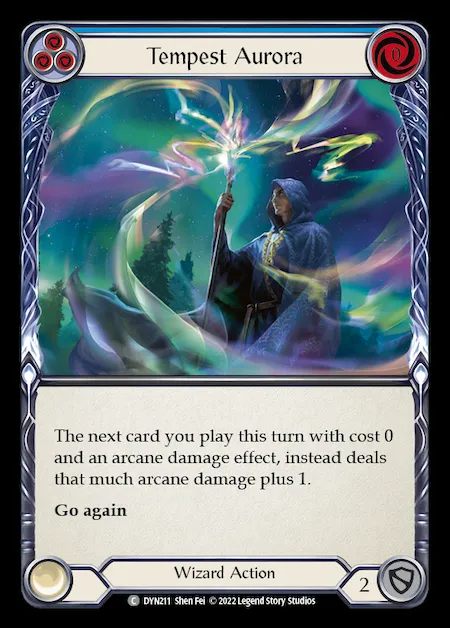 Tempest Aurora
0
The next card you play this turn with cost 0
and an arcane damage effect, instead deals
that much arcane damage plus 1.
Go again
Wizard Action
2
C DYN211 Shen Fei © 2022 Legend Story Studios